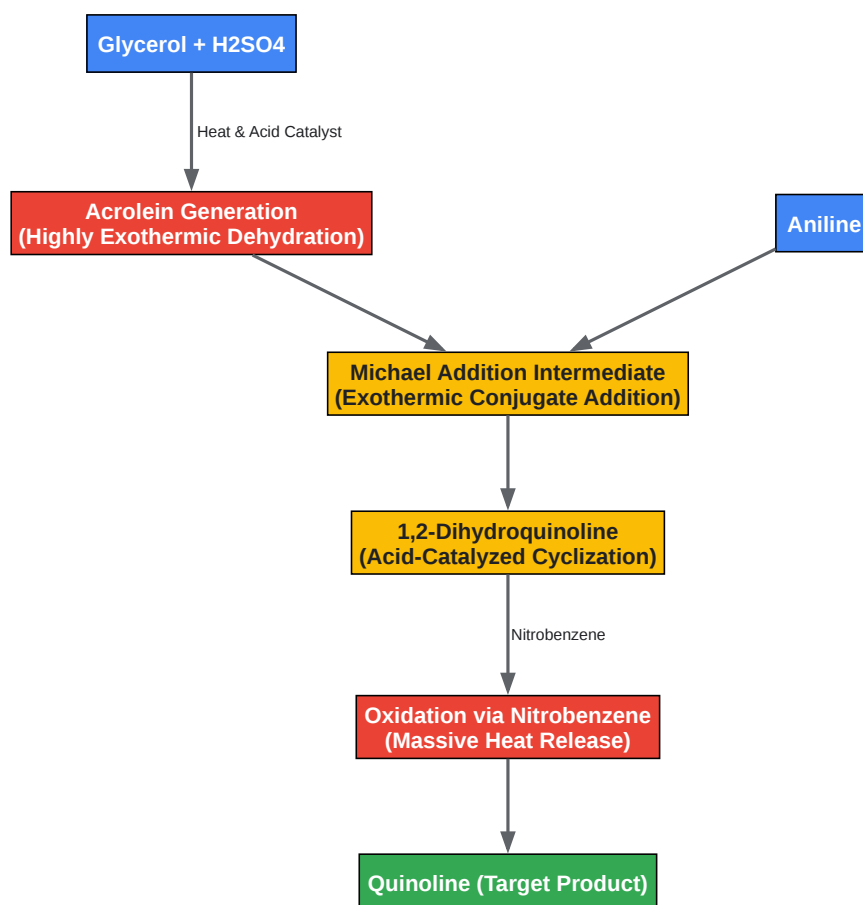 Glycerol + H2SO4
Heat & Acid Catalyst
Acrolein Generation
(Highly Exothermic Dehydration)
Aniline
Michael Addition Intermediate
(Exothermic Conjugate Addition)
1,2-Dihydroquinoline
(Acid-Catalyzed Cyclization)
Nitrobenzene
Oxidation via Nitrobenzene
(Massive Heat Release)
Quinoline (Target Product)